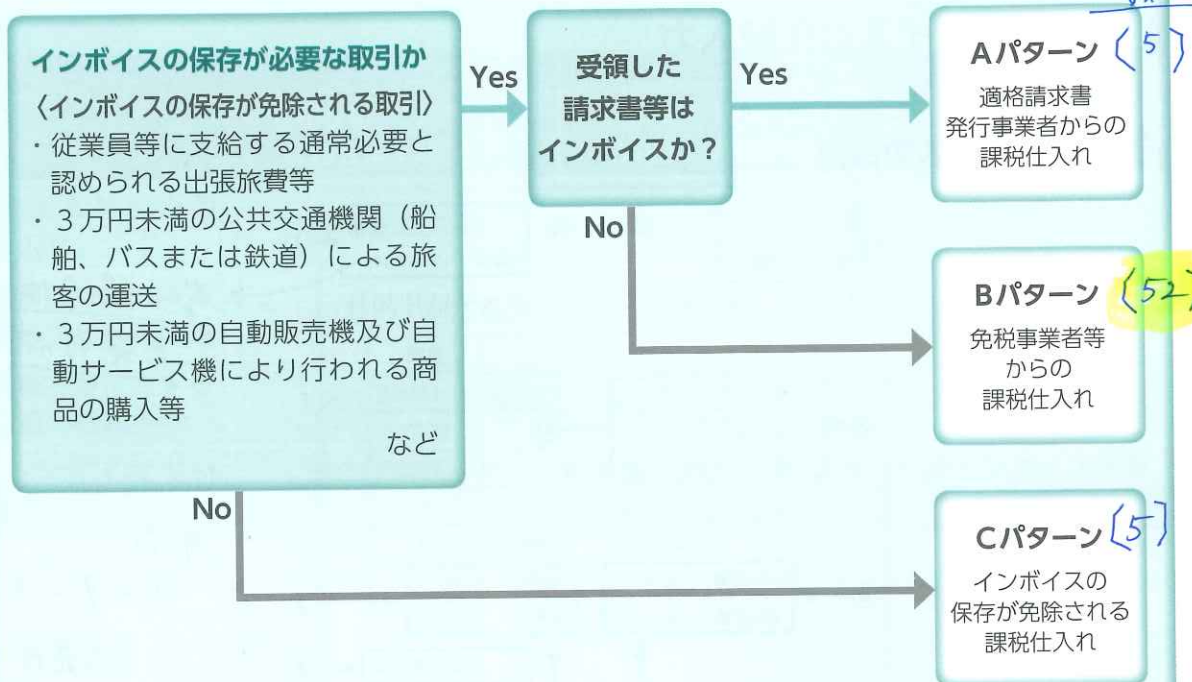 インボイスの保存が必要な取引か
〈インボイスの保存が免除される取引〉
・従業員等に支給する通常必要と
認められる出張旅費等
・３万円未満の公共交通機関（船
舶、バスまたは鉄道）による旅
客の運送
・３万円未満の自動販売機及び自
動サービス機により行われる商
品の購入等
など
Yes
受領した
請求書等は
インボイスか？
Yes
Aパターン (5)
適格請求書
発行事業者からの
課税仕入れ
No
Bパターン (52)
免税事業者等
からの
課税仕入れ
No
Cパターン (5)
インボイスの
保存が免除される
課税仕入れ